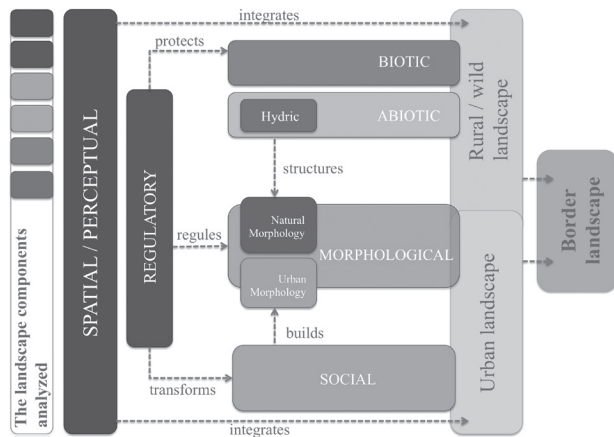 The landscape components
analyzed
SPATIAL / PERCEPTUAL
REGULATORY
integrates
protects
BIOTIC
Hydric
ABIOTIC
structures
regules
Natural
Morphology
MORPHOLOGICAL
Urban
Morphology
builds
transforms
SOCIAL
integrates
Rural / wild
landscape
Urban landscape
Border
landscape